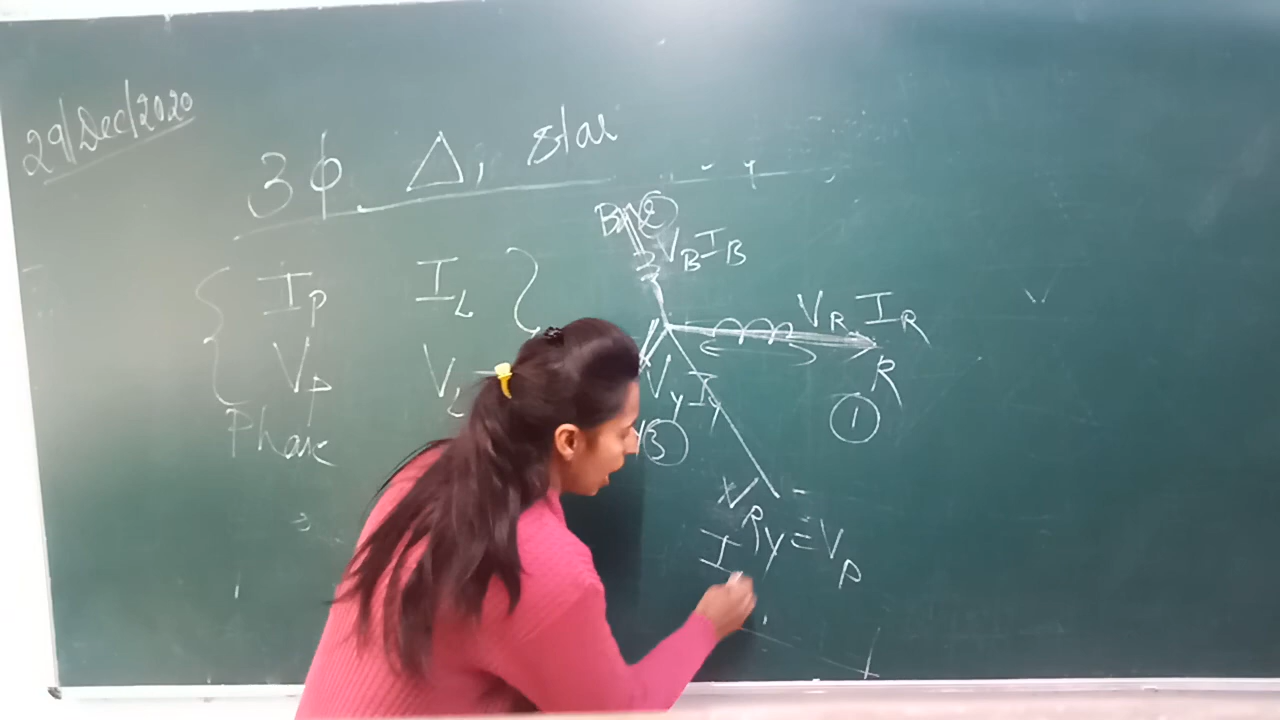 29/Dec/2020
3φ Δ, star
I_P I_L
V_P V_L
Phase
B 2
V_B I_B
V_R I_R
R
1
V_Y I_Y
Y 3
V_RY = V_P
I